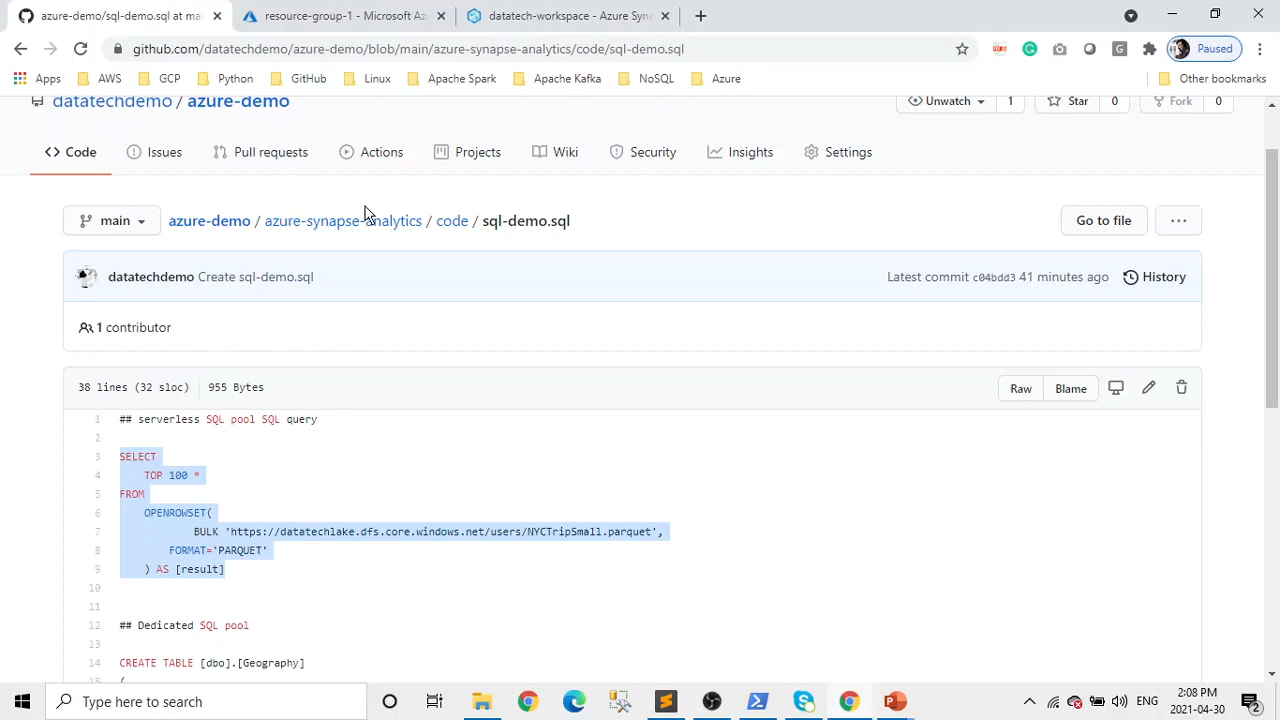 azure-demo/sql-demo.sql at ma
resource-group-1 - Microsoft Az
datatech-workspace - Azure Syna
github.com/datatechdemo/azure-demo/blob/main/azure-synapse-analytics/code/sql-demo.sql
Paused
Apps
AWS
GCP
Python
GitHub
Linux
Apache Spark
Apache Kafka
NoSQL
Azure
Other bookmarks
datatechdemo / azure-demo
Unwatch 1
Star 0
Fork 0
Code
Issues
Pull requests
Actions
Projects
Wiki
Security
Insights
Settings
main
azure-demo / azure-synapse-analytics / code / sql-demo.sql
Go to file
datatechdemo Create sql-demo.sql
Latest commit c04bdd3 41 minutes ago
History
1 contributor
38 lines (32 sloc) 955 Bytes
Raw
Blame
1 ## serverless SQL pool SQL query
2
3 SELECT
4 TOP 100 *
5 FROM
6 OPENROWSET(
7 BULK 'https://datatechlake.dfs.core.windows.net/users/NYCTripSmall.parquet',
8 FORMAT='PARQUET'
9 ) AS [result]
10
11
12 ## Dedicated SQL pool
13
14 CREATE TABLE [dbo].[Geography]
15 (
Type here to search
ENG
2:08 PM
2021-04-30
2